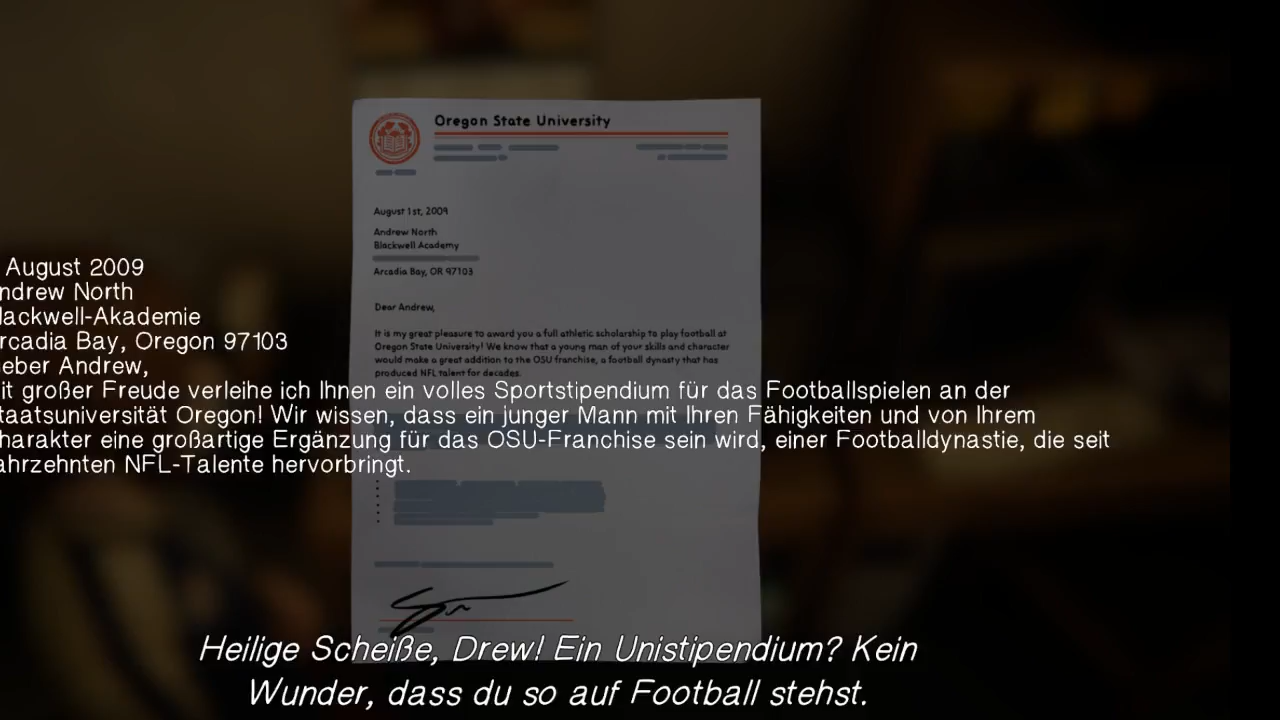 Oregon State University
August 1st, 2009
Andrew North
Blackwell Academy
Arcadia Bay, OR 97103
Dear Andrew,
It is my great pleasure to award you a full athletic scholarship to play football at
Oregon State University! We know that a young man of your skills and character
would make a great addition to the OSU franchise, a football dynasty that has
produced NFL talent for decades.
August 2009
ndrew North
lackwell-Akademie
rcadia Bay, Oregon 97103
eber Andrew,
it großer Freude verleihe ich Ihnen ein volles Sportstipendium für das Footballspielen an der
taatsuniversität Oregon! Wir wissen, dass ein junger Mann mit Ihren Fähigkeiten und von Ihrem
harakter eine großartige Ergänzung für das OSU-Franchise sein wird, einer Footballdynastie, die seit
ahrzehnten NFL-Talente hervorbringt.
Heilige Scheiße, Drew! Ein Unistipendium? Kein
Wunder, dass du so auf Football stehst.